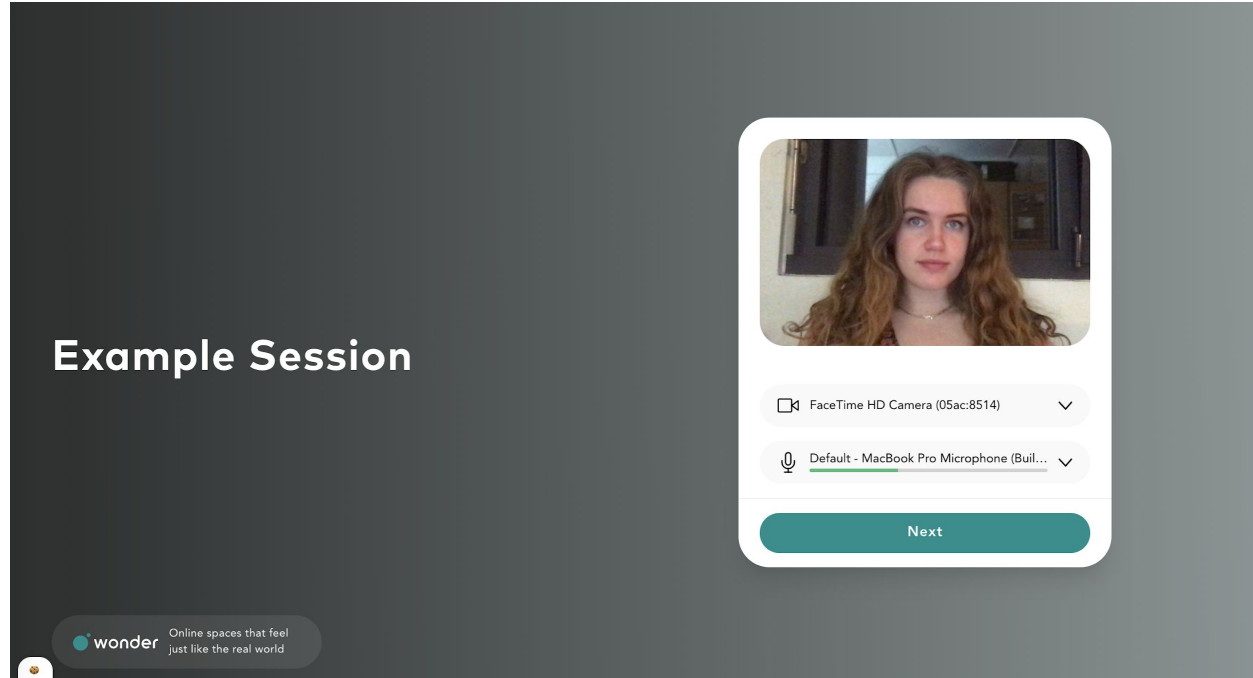 Example Session
FaceTime HD Camera (05ac:8514)
Default - MacBook Pro Microphone (Buil...
Next
wonder
Online spaces that feel
just like the real world